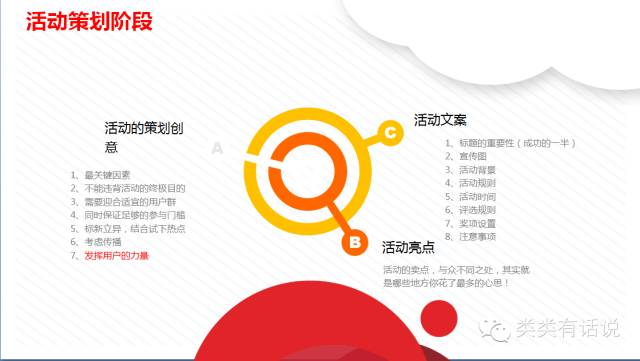 活动策划阶段
活动的策划创
意
A
1、最关键因素
2、不能违背活动的终极目的
3、需要迎合适宜的用户群
4、同时保证足够的参与门槛
5、标新立异，结合试下热点
6、考虑传播
7、发挥用户的力量
C
活动文案
1、标题的重要性（成功的一半）
2、宣传图
3、活动背景
4、活动规则
5、活动时间
6、评选规则
7、奖项设置
8、注意事项
B
活动亮点
活动的卖点，与众不同之处，其实就
是哪些地方你花了最多的心思！
类类有话说